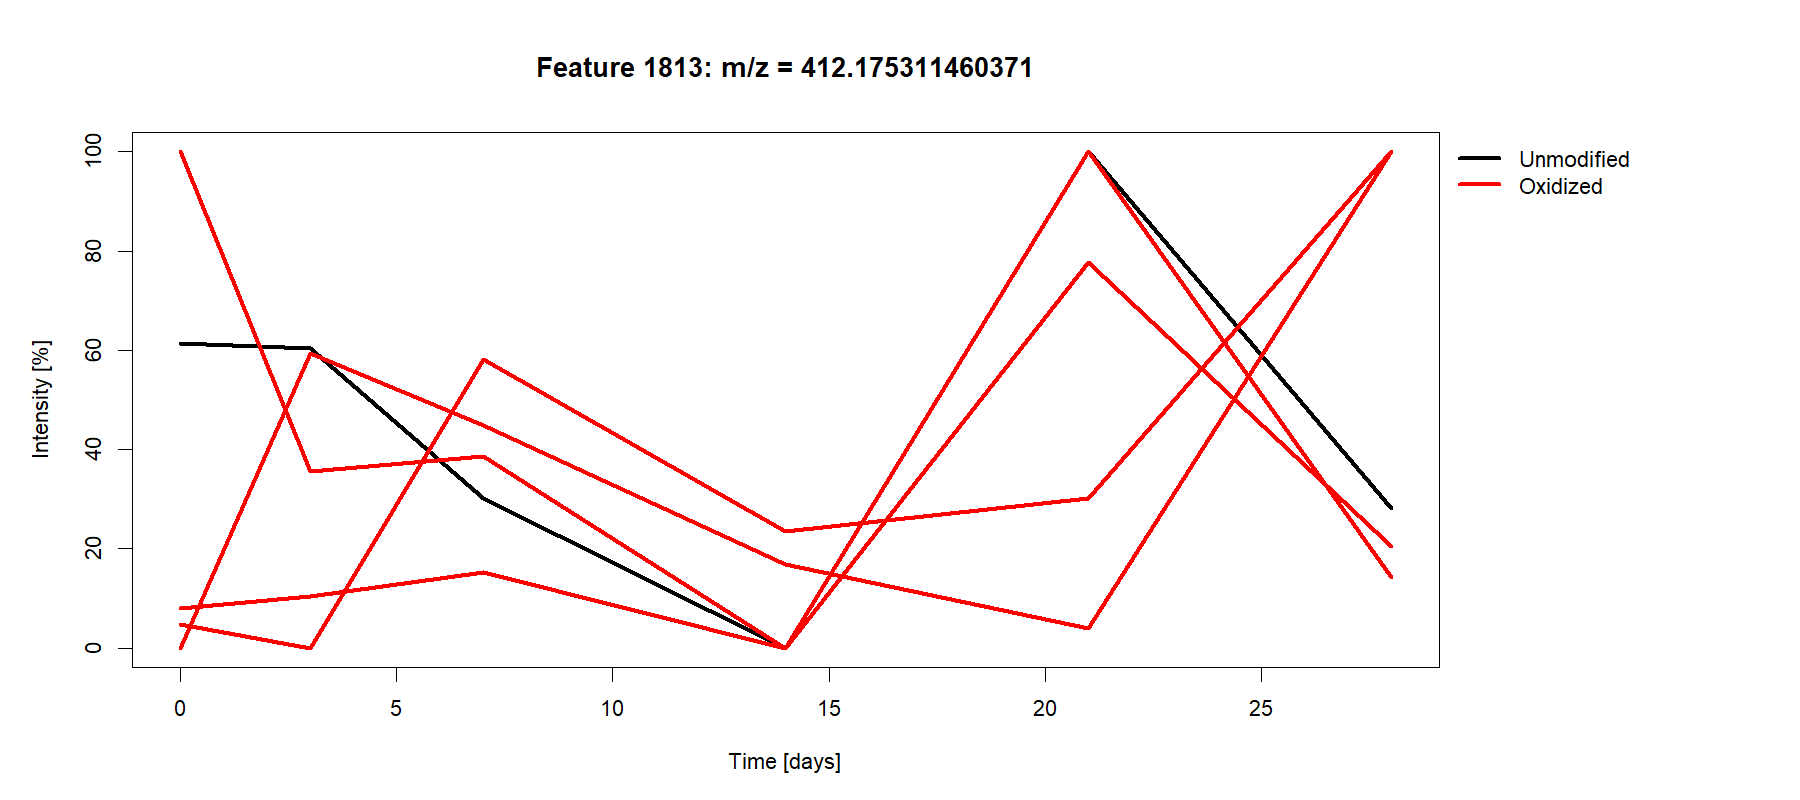 Feature 1813: m/z = 412.175311460371
100
80
60
40
20
0
Intensity [%]
0 5 10 15 20 25
Time [days]
Unmodified
Oxidized